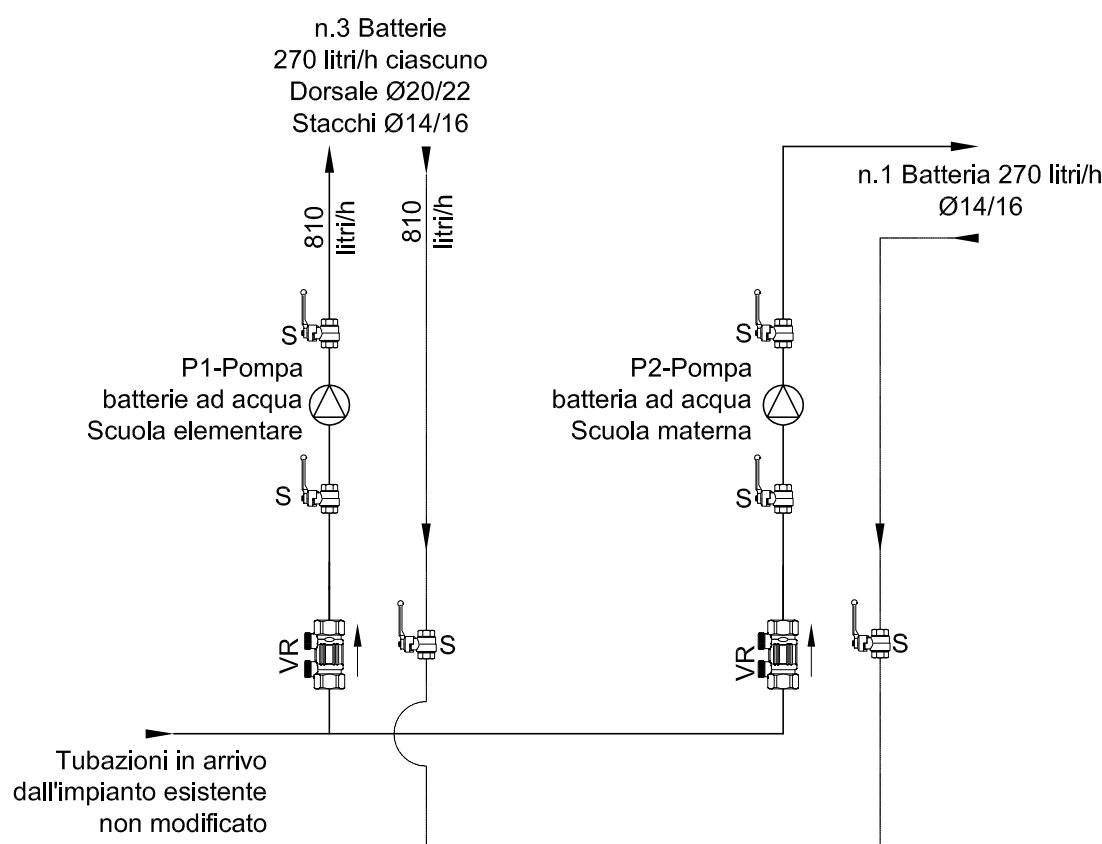 n.3 Batterie
270 litri/h ciascuno
Dorsale Ø20/22
Stacchi Ø14/16
n.1 Batteria 270 litri/h
Ø14/16
810
litri/h
810
litri/h
S
S
P1-Pompa
batterie ad acqua
Scuola elementare
P2-Pompa
batteria ad acqua
Scuola materna
S
S
VR
S
VR
S
Tubazioni in arrivo
dall'impianto esistente
non modificato